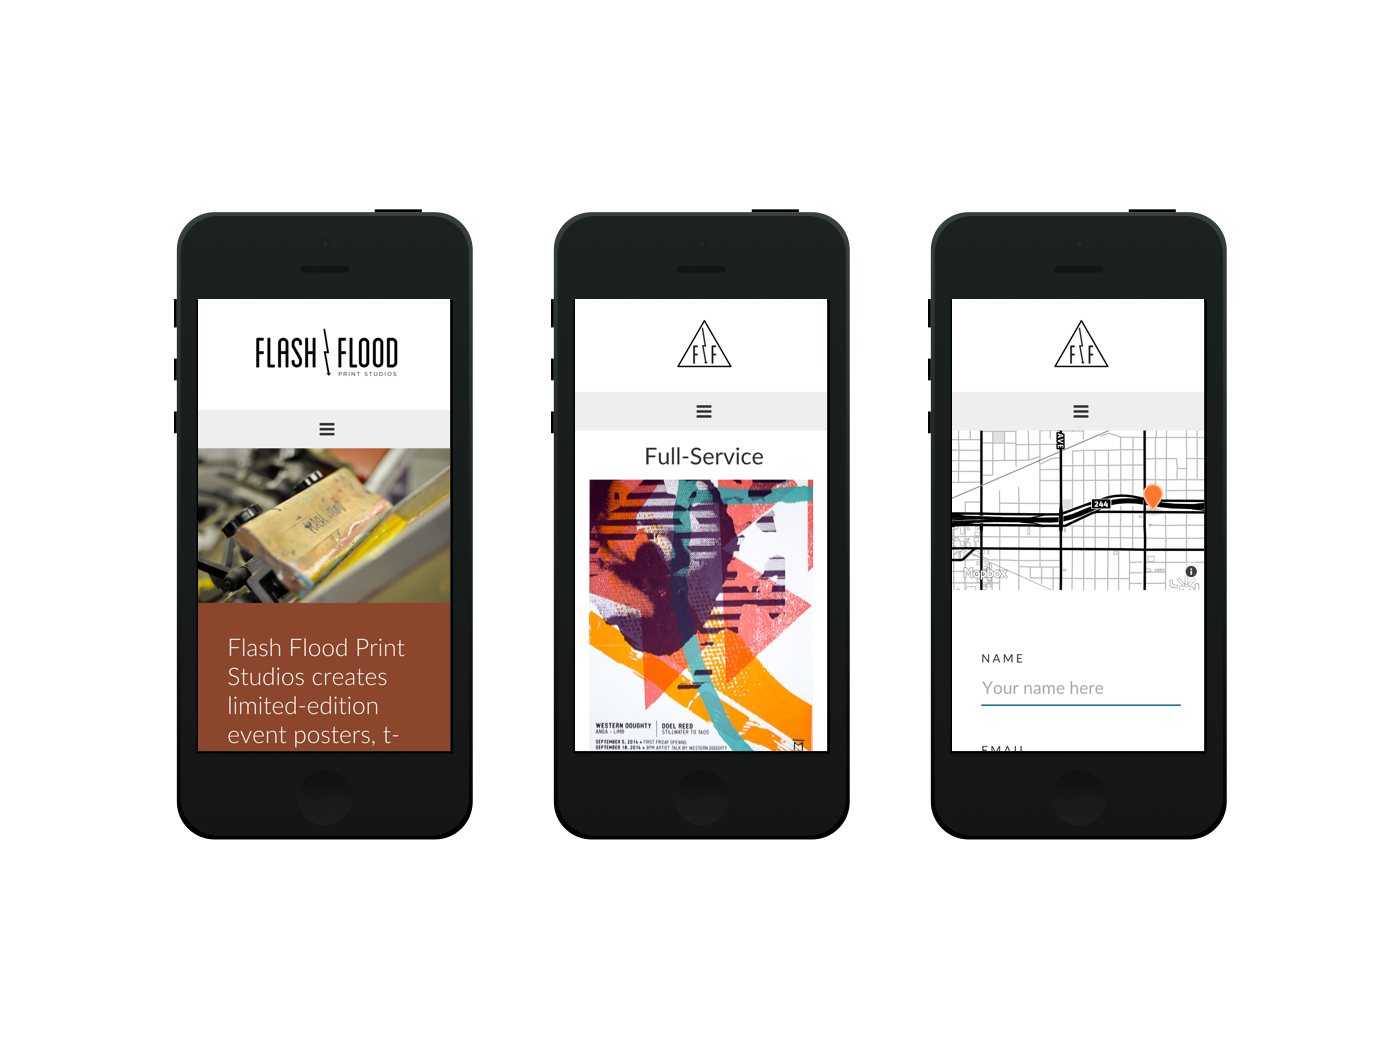 FLASH FLOOD
PRINT STUDIOS
Flash Flood Print
Studios creates
limited-edition
event posters, t-
F F
Full-Service
WESTERN DOUGHTY
ANGA – LIMB
DOEL REED
STILLWATER TO TAOS
SEPTEMBER 5, 2014 • FIRST FRIDAY OPENING
SEPTEMBER 18, 2014 • 6PM ARTIST TALK BY WESTERN DOUGHTY
F F
AVE
244
Mapbox
NAME
Your name here
EMAIL